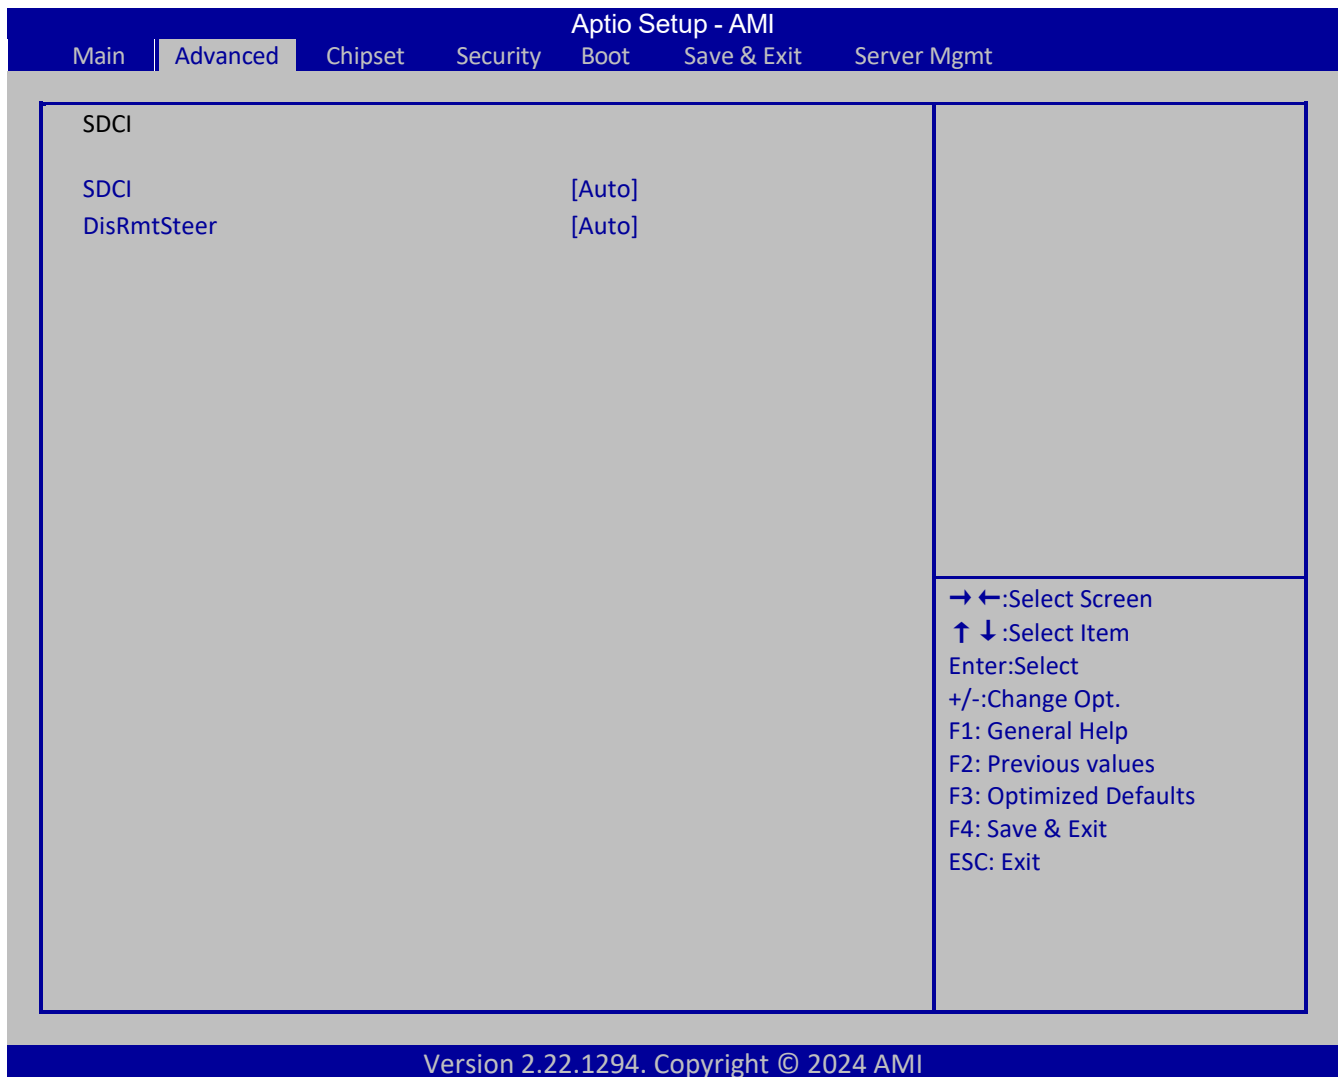 Aptio Setup - AMI
Main Advanced Chipset Security Boot Save & Exit Server Mgmt
SDCI
SDCI [Auto]
DisRmtSteer [Auto]
→ ←:Select Screen
↑ ↓ :Select Item
Enter:Select
+/-:Change Opt.
F1: General Help
F2: Previous values
F3: Optimized Defaults
F4: Save & Exit
ESC: Exit
Version 2.22.1294. Copyright © 2024 AMI